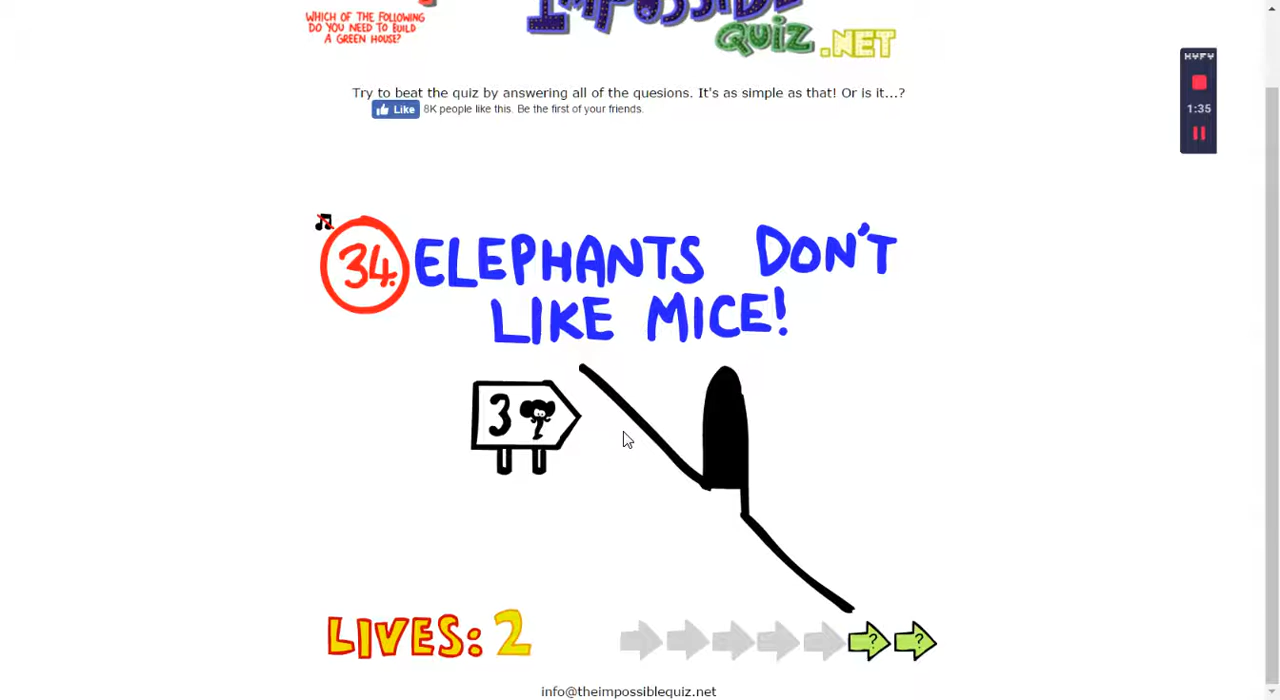 WHICH OF THE FOLLOWING
DO YOU NEED TO BUILD
A GREEN HOUSE?
IMPOSSIBLE
QUIZ.NET
Try to beat the quiz by answering all of the quesions. It's as simple as that! Or is it...?
Like 8K people like this. Be the first of your friends.
HYFY
1:35
34. ELEPHANTS DON'T
LIKE MICE!
3
LIVES: 2
? ?
info@theimpossiblequiz.net